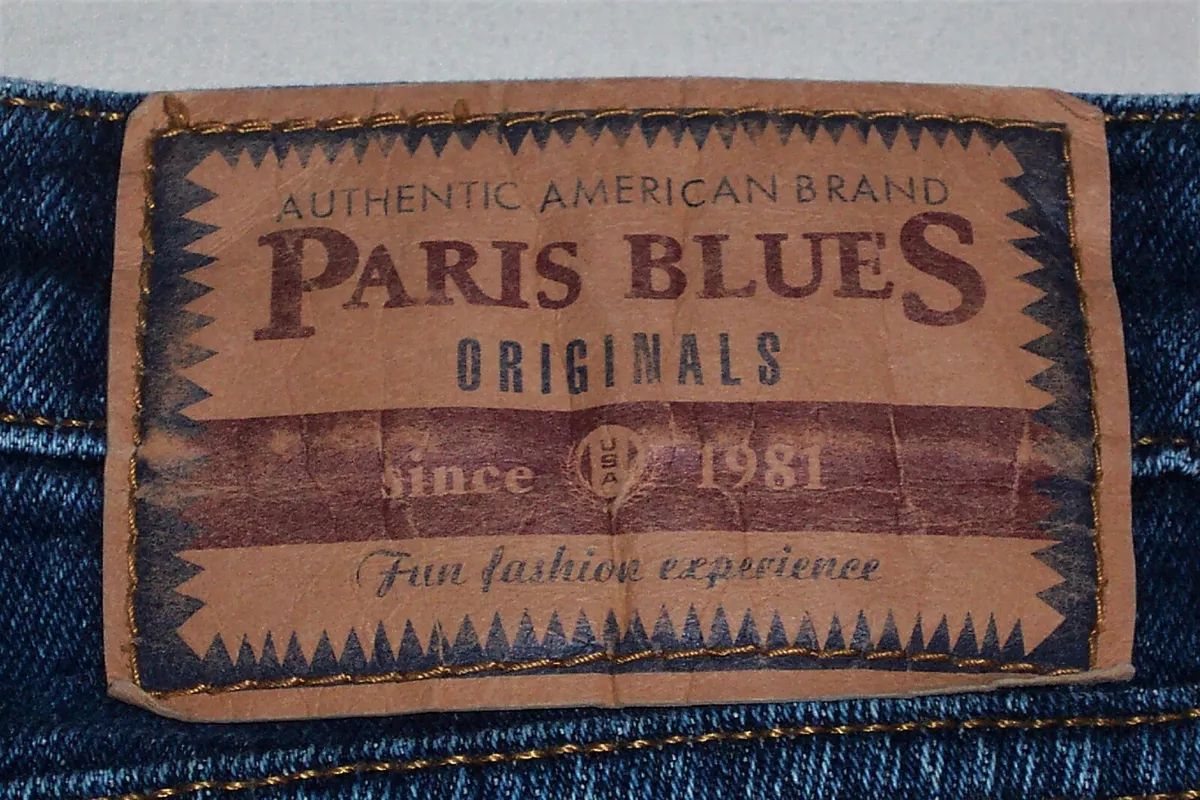 AUTHENTIC AMERICAN BRAND
PARIS BLUES
ORIGINALS
since USA 1981
Fun fashion experience